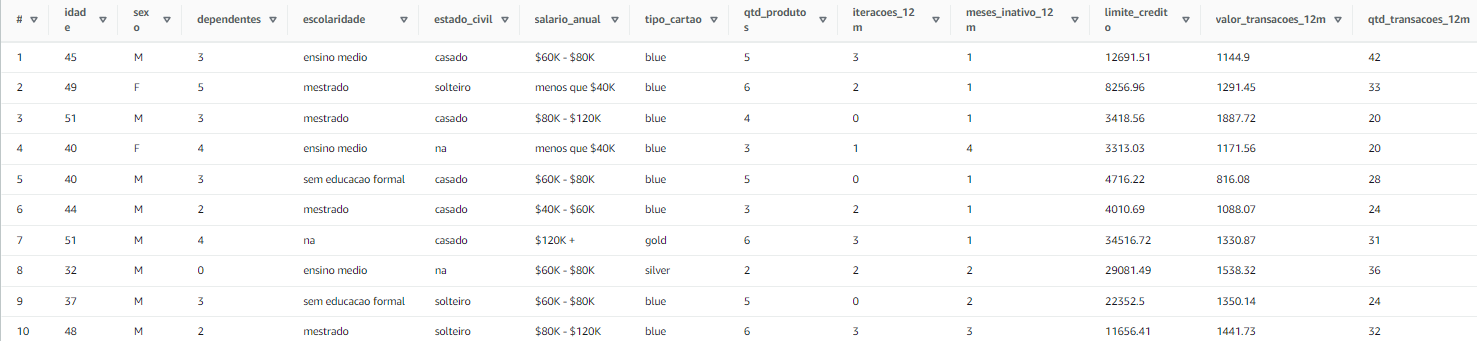 # idade sexo dependentes escolaridade estado_civil salario_anual tipo_cartao qtd_produtos iteracoes_12m meses_inativo_12m limite_credito valor_transacoes_12m qtd_transacoes_12m
1 45 M 3 ensino medio casado $60K - $80K blue 5 3 1 12691.51 1144.9 42
2 49 F 5 mestrado solteiro menos que $40K blue 6 2 1 8256.96 1291.45 33
3 51 M 3 mestrado casado $80K - $120K blue 4 0 1 3418.56 1887.72 20
4 40 F 4 ensino medio na menos que $40K blue 3 1 4 3313.03 1171.56 20
5 40 M 3 sem educacao formal casado $60K - $80K blue 5 0 1 4716.22 816.08 28
6 44 M 2 mestrado casado $40K - $60K blue 3 2 1 4010.69 1088.07 24
7 51 M 4 na casado $120K + gold 6 3 1 34516.72 1330.87 31
8 32 M 0 ensino medio na $60K - $80K silver 2 2 2 29081.49 1538.32 36
9 37 M 3 sem educacao formal solteiro $60K - $80K blue 5 0 2 22352.5 1350.14 24
10 48 M 2 mestrado solteiro $80K - $120K blue 6 3 3 11656.41 1441.73 32